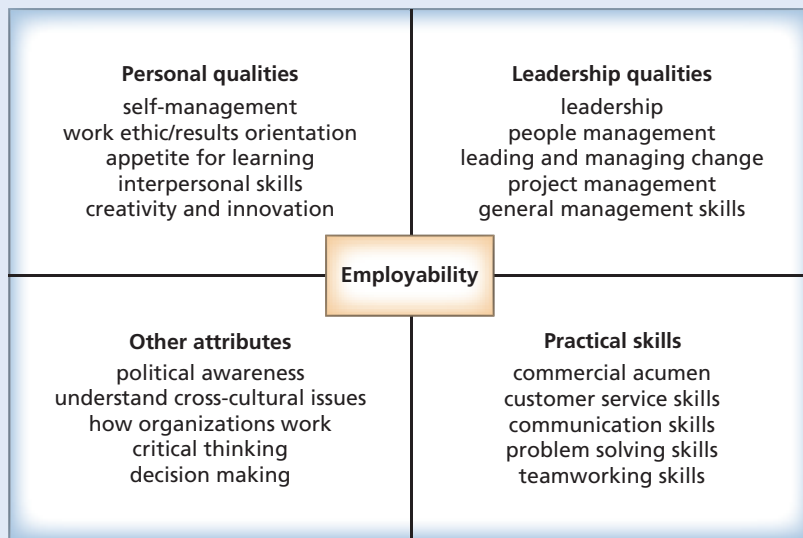 Personal qualities
self-management
work ethic/results orientation
appetite for learning
interpersonal skills
creativity and innovation
Leadership qualities
leadership
people management
leading and managing change
project management
general management skills
Employability
Other attributes
political awareness
understand cross-cultural issues
how organizations work
critical thinking
decision making
Practical skills
commercial acumen
customer service skills
communication skills
problem solving skills
teamworking skills